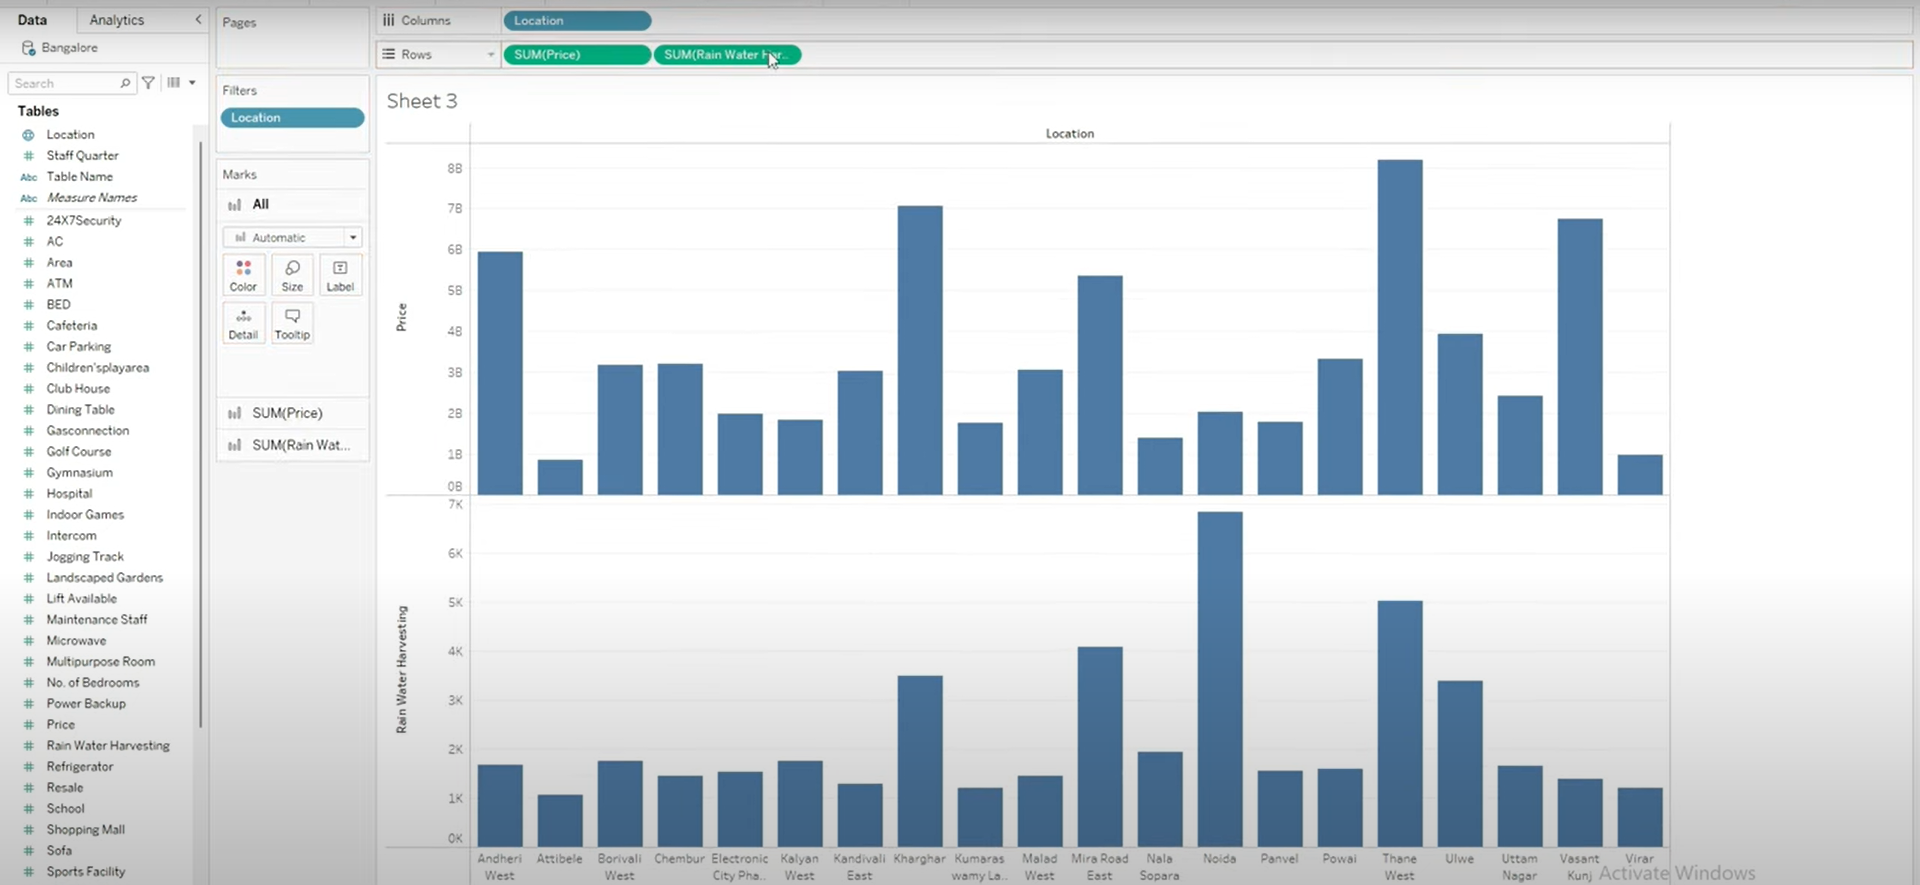 Data
Analytics
Bangalore
Search
Tables
Location
Staff Quarter
Abc Table Name
Abc Measure Names
24X7Security
AC
Area
ATM
BED
Cafeteria
Car Parking
Children'splayarea
Club House
Dining Table
Gasconnection
Golf Course
Gymnasium
Hospital
Indoor Games
Intercom
Jogging Track
Landscaped Gardens
Lift Available
Maintenance Staff
Microwave
Multipurpose Room
No. of Bedrooms
Power Backup
Price
Rain Water Harvesting
Refrigerator
Resale
School
Shopping Mall
Sofa
Sports Facility
Pages
Filters
Location
Marks
All
Automatic
Color Size Label
Detail Tooltip
SUM(Price)
SUM(Rain Wat...
Columns Location
Rows SUM(Price) SUM(Rain Water Har..
Sheet 3
Location
Price
8B
7B
6B
5B
4B
3B
2B
1B
0B
Rain Water Harvesting
7K
6K
5K
4K
3K
2K
1K
0K
Andheri West
Attibele
Borivali West
Chembur
Electronic City Pha..
Kalyan West
Kandivali East
Kharghar
Kumaras wamy La..
Malad West
Mira Road East
Nala Sopara
Noida
Panvel
Powai
Thane West
Ulwe
Uttam Nagar
Vasant Kunj
Virar
Activate Windows